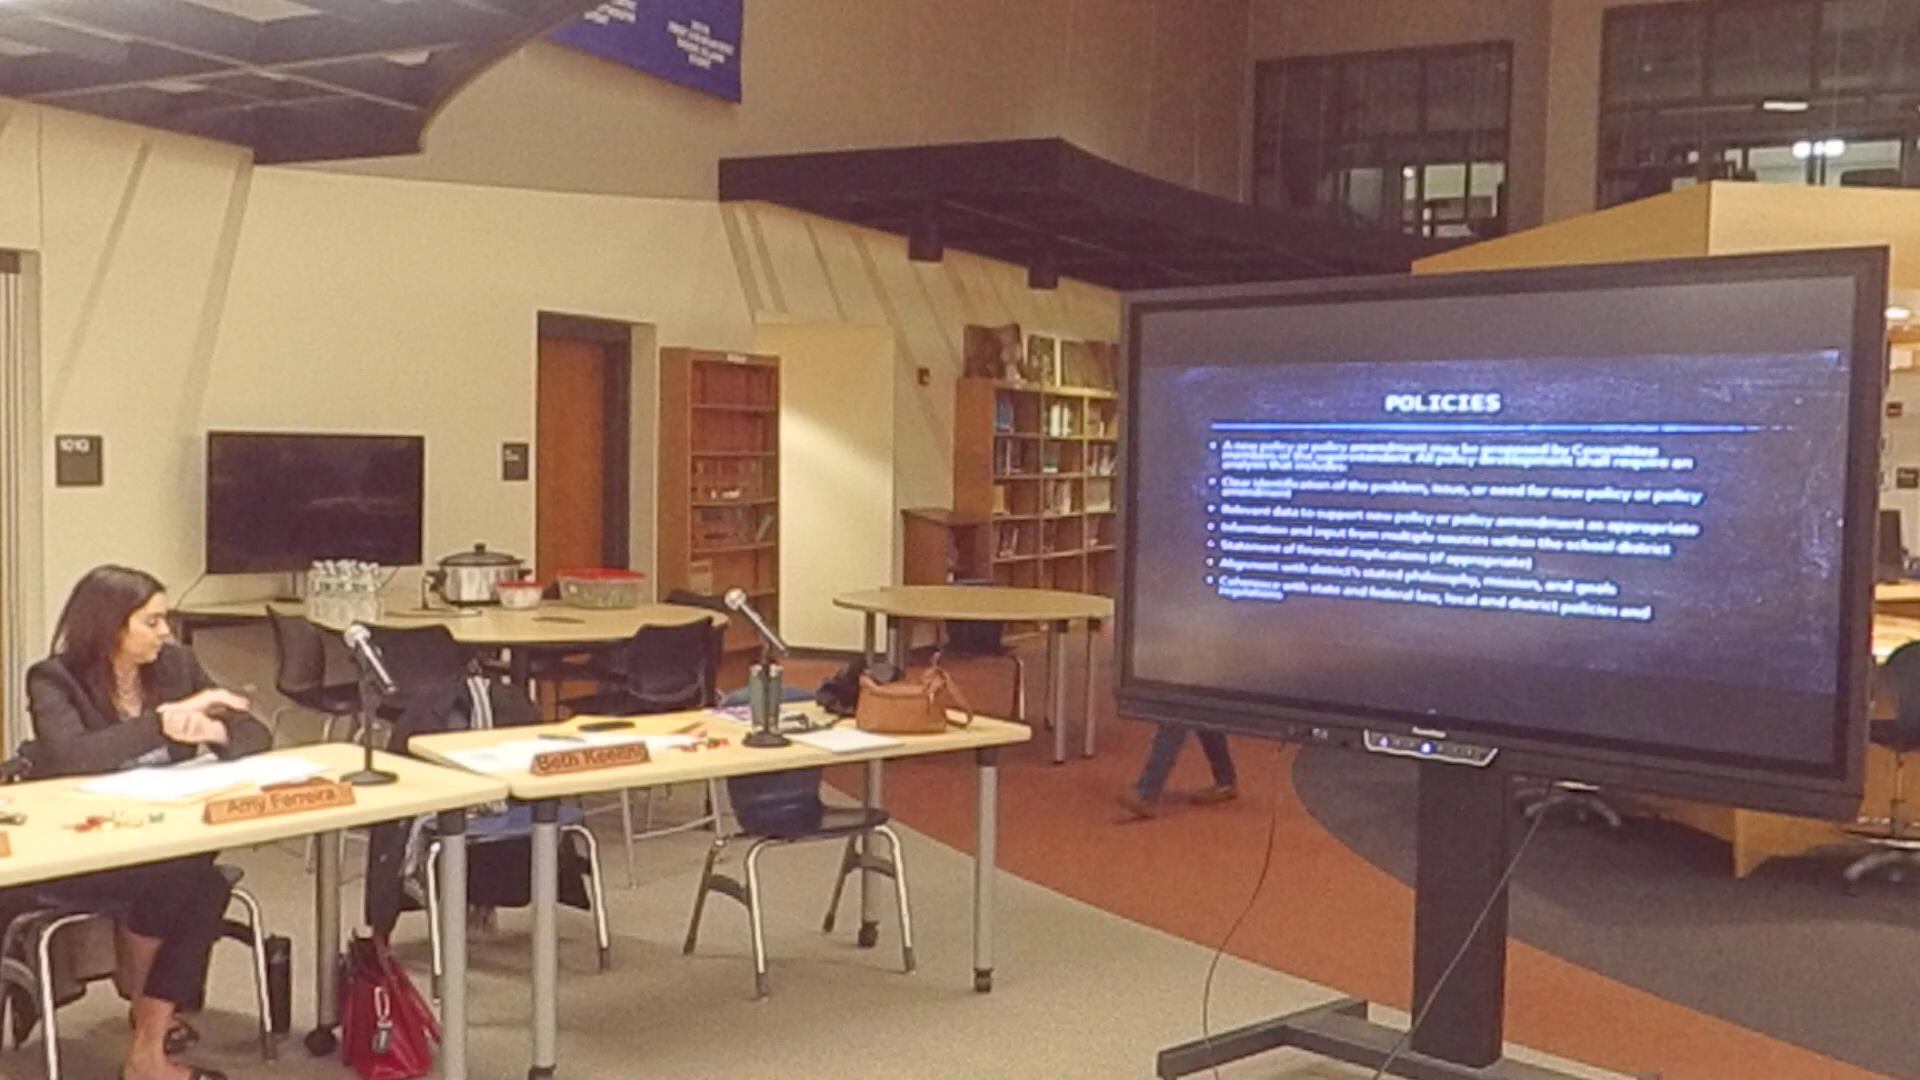 1010
POLICIES
• A new policy or policy amendment may be proposed by Committee
members or the superintendent. All policy development shall require an
analysis that includes:
• Clear identification of the problem, issue, or need for new policy or policy
amendment
• Relevant data to support new policy or policy amendment as appropriate
• Information and input from multiple sources within the school district
• Statement of financial implications (if appropriate)
• Alignment with district's stated philosophy, mission, and goals
• Coherence with state and federal law, local and district policies and
regulations
Beth
Amy Ferreira